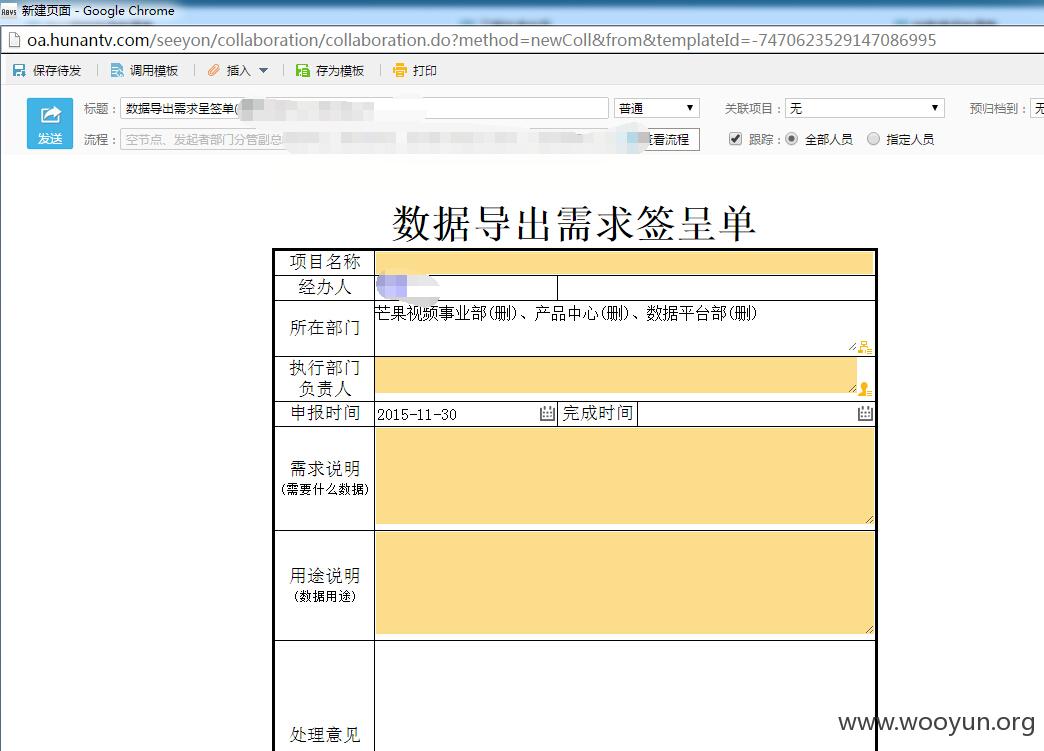 新建页面 - Google Chrome
oa.hunantv.com/seeyon/collaboration/collaboration.do?method=newColl&from&templateId=-7470623529147086995
保存待发 调用模板 插入 存为模板 打印
标题： 数据导出需求呈签单( 普通 关联项目： 无 预归档到： 无
发送
流程： 空节点、发起者部门分管副总 查看流程 跟踪： 全部人员 指定人员
数据导出需求签呈单
项目名称
经办人
所在部门 芒果视频事业部(删)、产品中心(删)、数据平台部(删)
执行部门
负责人
申报时间 2015-11-30 完成时间
需求说明
(需要什么数据)
用途说明
(数据用途)
处理意见
www.wooyun.org